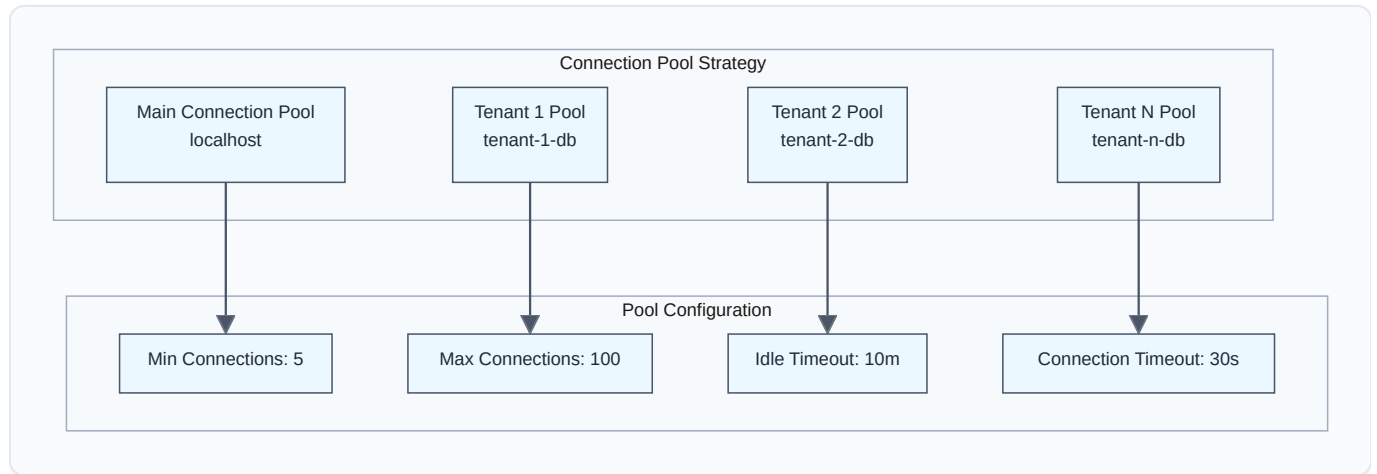 Connection Pool Strategy
Main Connection Pool
localhost
Tenant 1 Pool
tenant-1-db
Tenant 2 Pool
tenant-2-db
Tenant N Pool
tenant-n-db
Pool Configuration
Min Connections: 5
Max Connections: 100
Idle Timeout: 10m
Connection Timeout: 30s